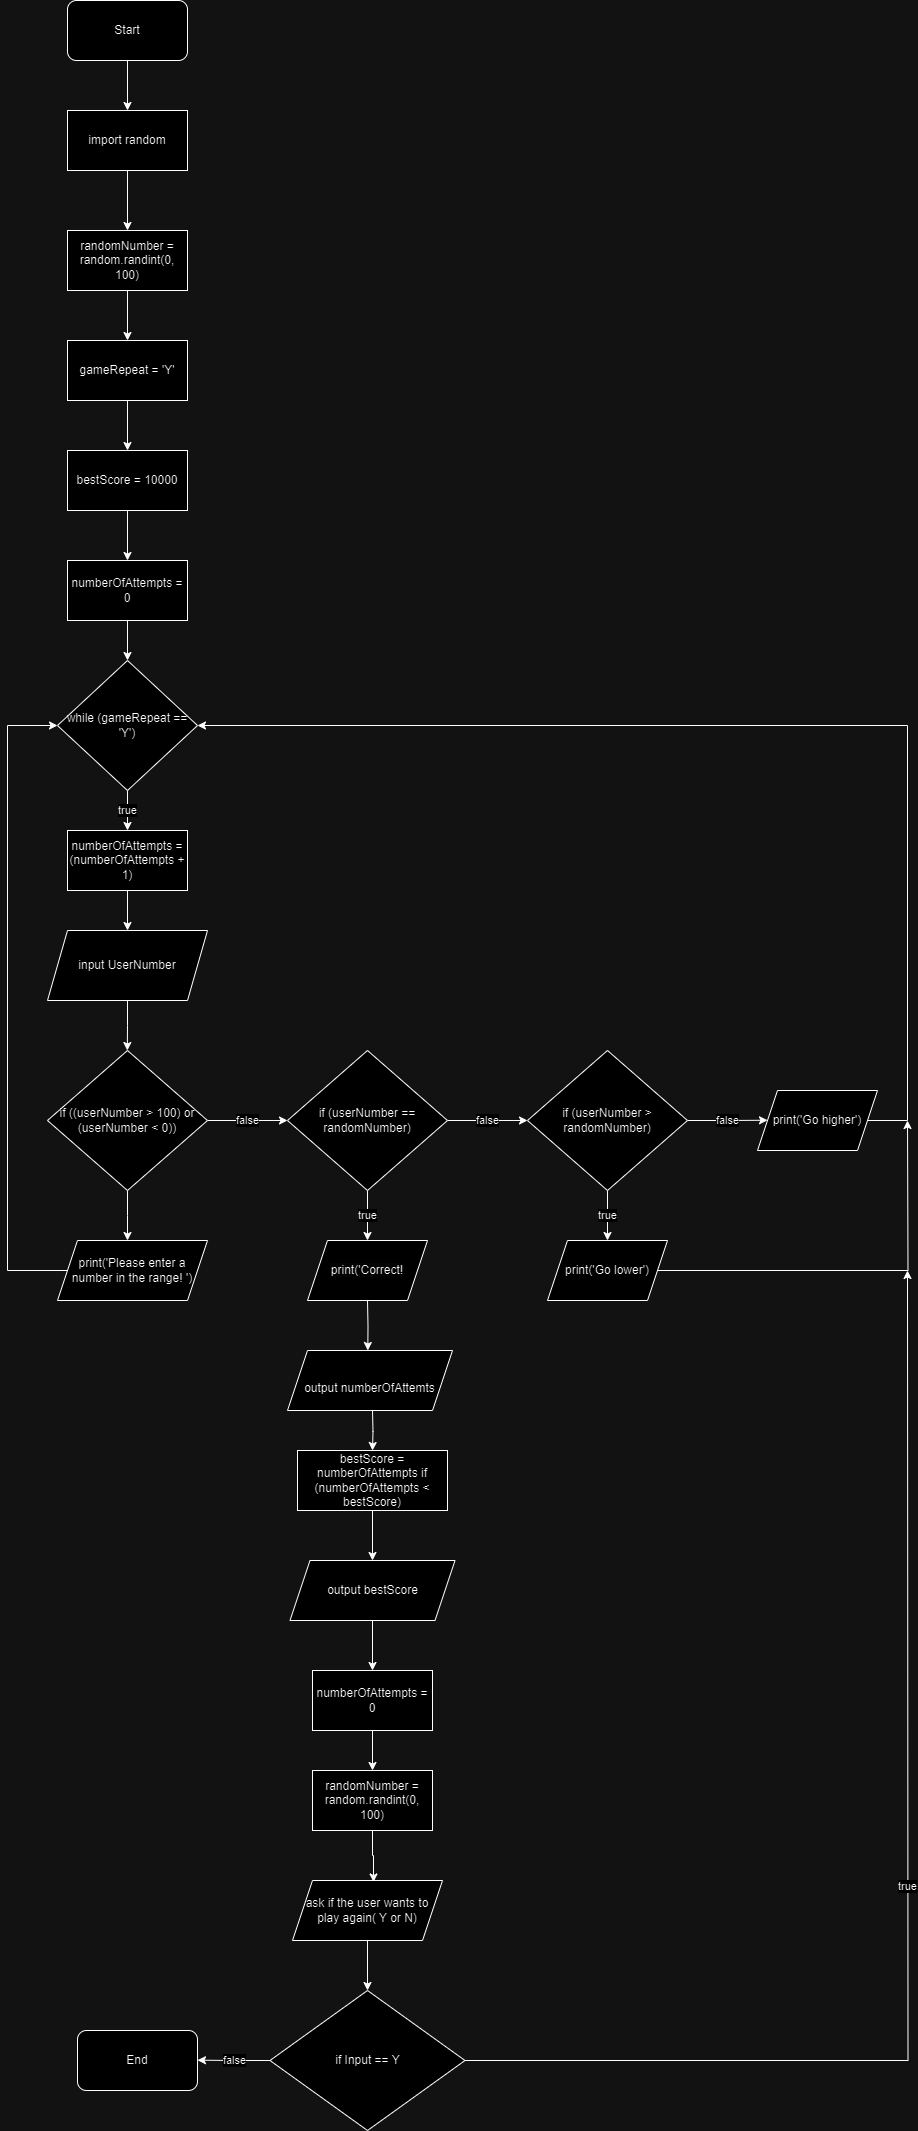 Start
import random
randomNumber =
random.randint(0,
100)
gameRepeat = 'Y'
bestScore = 10000
numberOfAttempts =
0
while (gameRepeat ==
'Y')
true
numberOfAttempts =
(numberOfAttempts +
1)
input UserNumber
if ((userNumber > 100) or
(userNumber < 0))
false
if (userNumber ==
randomNumber)
false
if (userNumber >
randomNumber)
false
print('Go higher')
true
true
print('Please enter a
number in the range! ')
print('Correct!
print('Go lower')
output numberOfAttemts
bestScore =
numberOfAttempts if
(numberOfAttempts <
bestScore)
output bestScore
numberOfAttempts =
0
randomNumber =
random.randint(0,
100)
true
ask if the user wants to
play again( Y or N)
End
false
if Input == Y